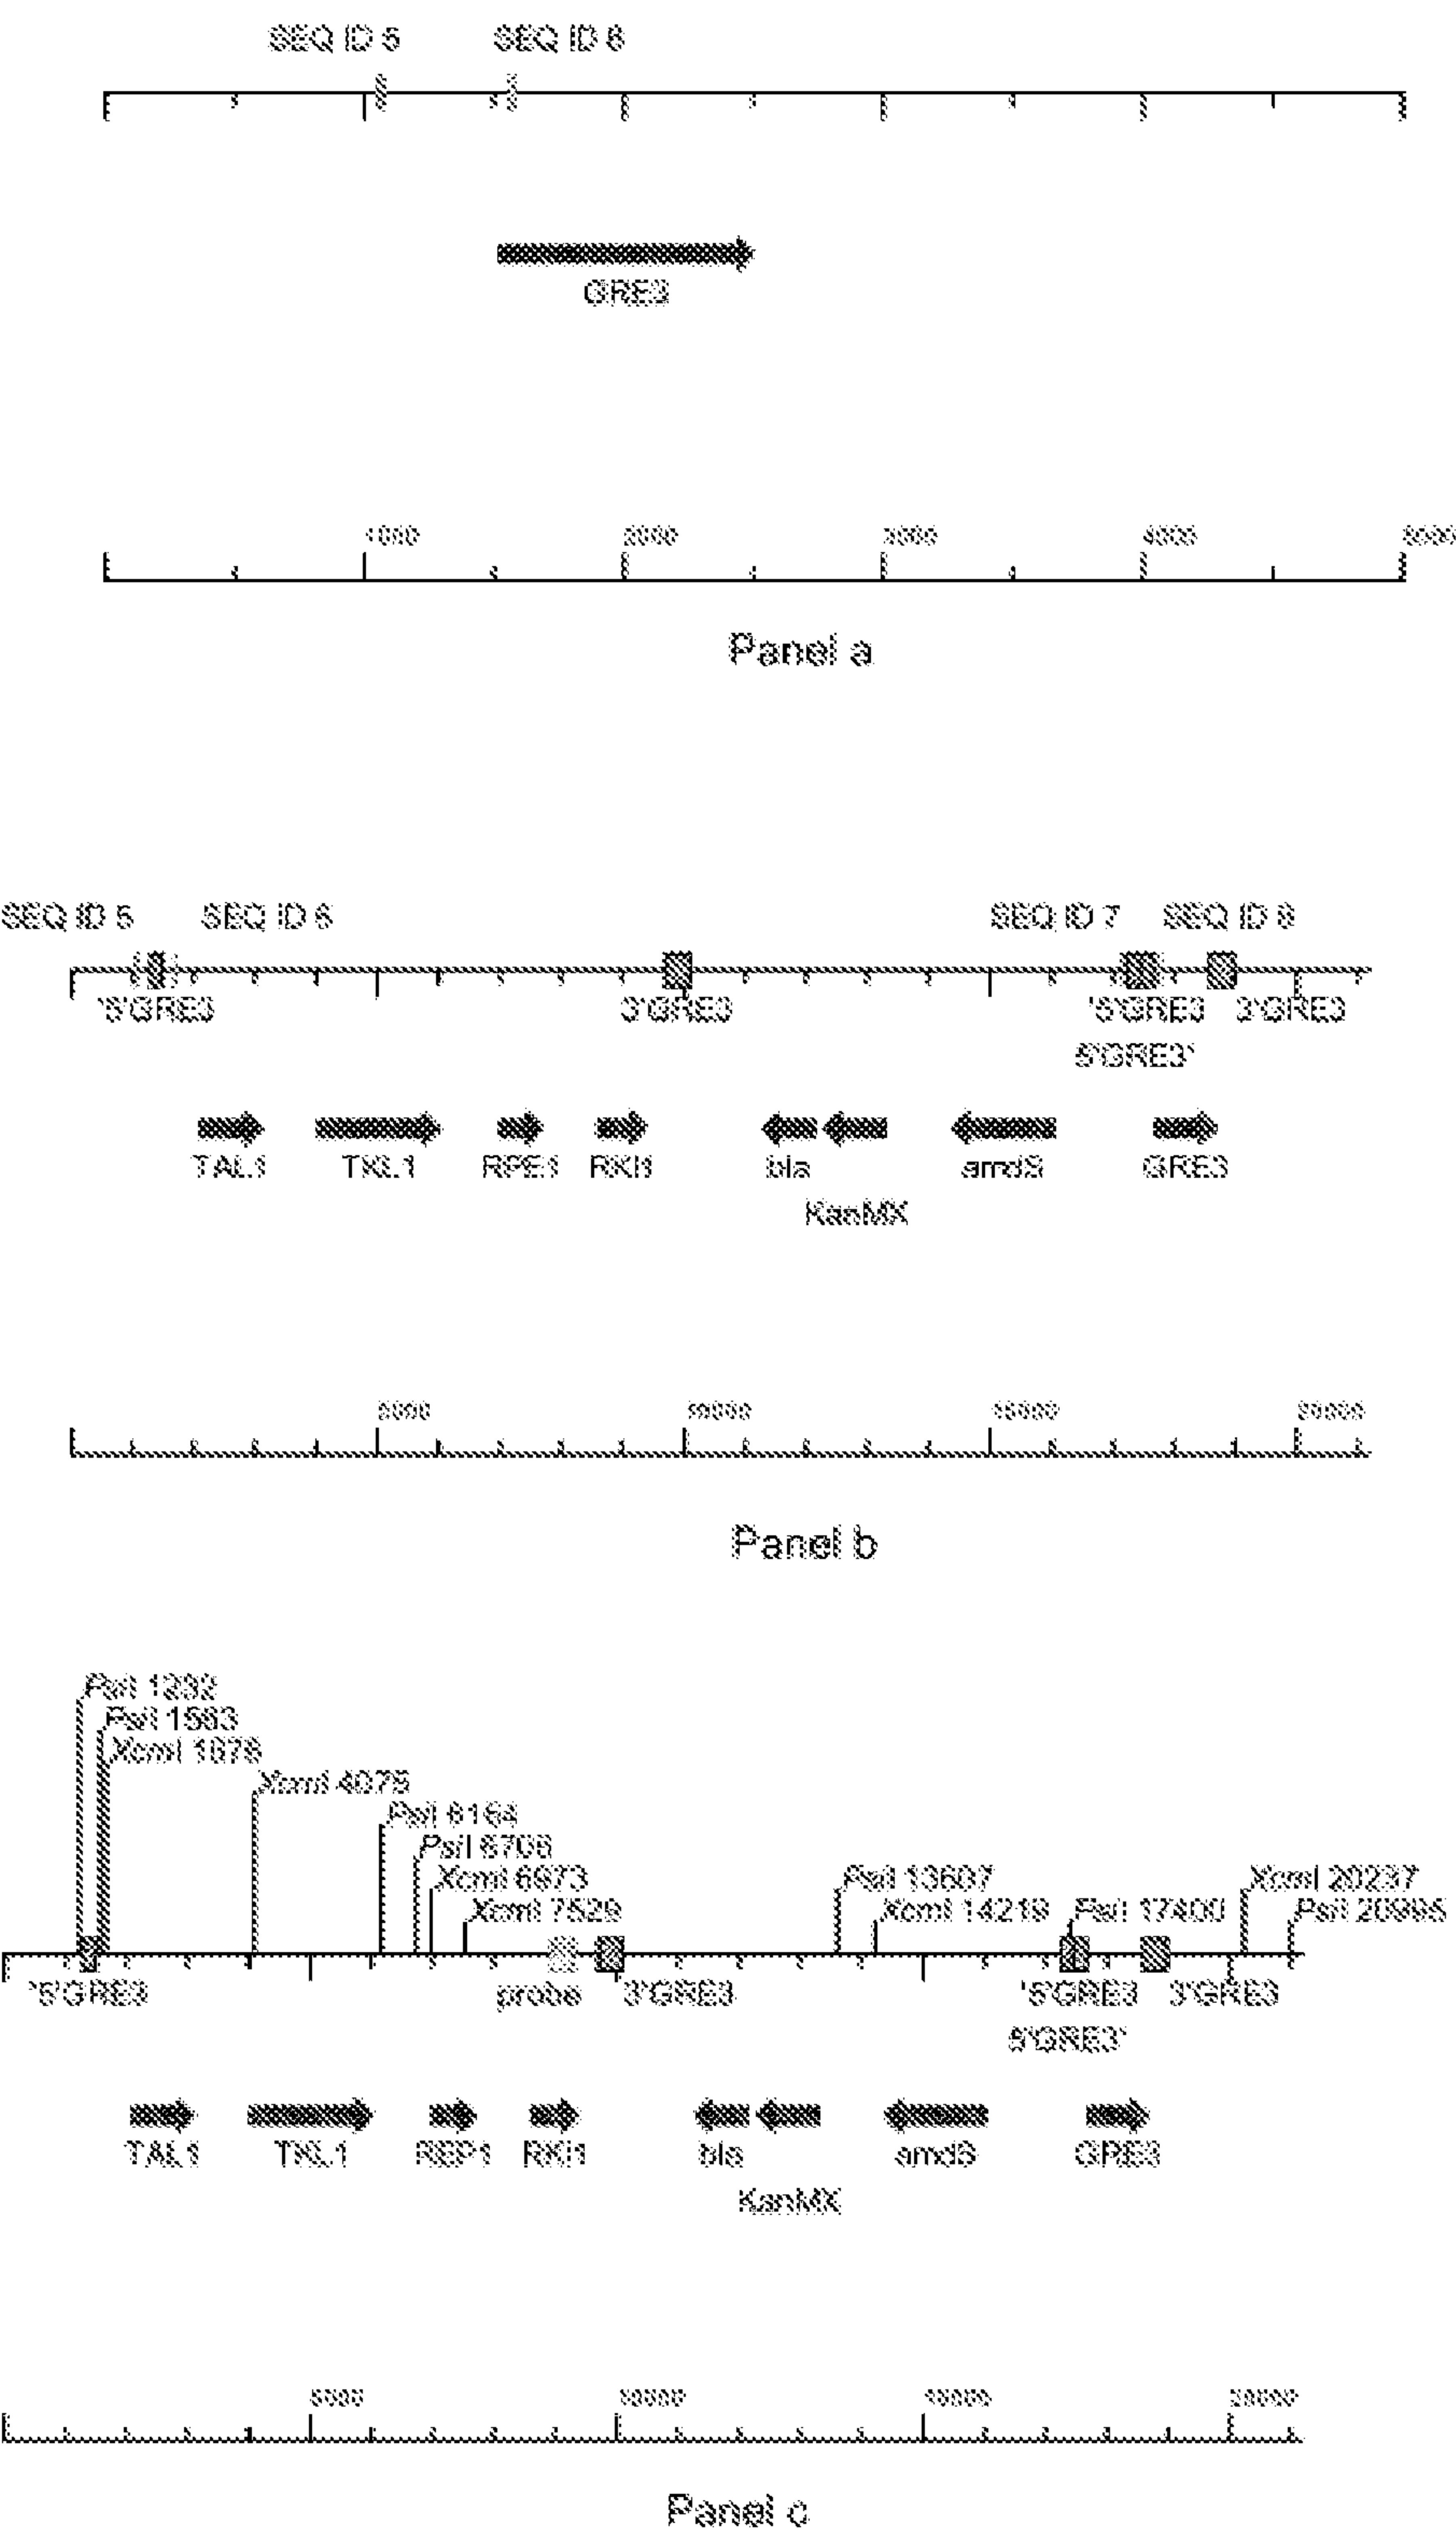 SEQ ID 5 SEQ ID 6
GRE3
1000 2000 3000 4000 5000
Panel a
SEQ ID 5 SEQ ID 6 SEQ ID 7 SEQ ID 8
'5'GRE3 3'GRE3 '5'GRE3 3'GRE3
5'GRE3'
TAL1 TKL1 RPE1 RKI1 bla amdS GRE3
KanMX
5000 10000 15000 20000
Panel b
PsiI 1232
PsiI 1583
XcmI 1678
XcmI 4075
PsiI 6164
PsiI 6706
XcmI 6973 PsiI 13607 XcmI 20237
XcmI 7529 XcmI 14219 PsiI 17400 PsiI 20995
'5'GRE3 probe 3'GRE3 '5'GRE3 3'GRE3
5'GRE3'
TAL1 TKL1 REP1 RKI1 bla amdS GRE3
KanMX
5000 10000 15000 20000
Panel c